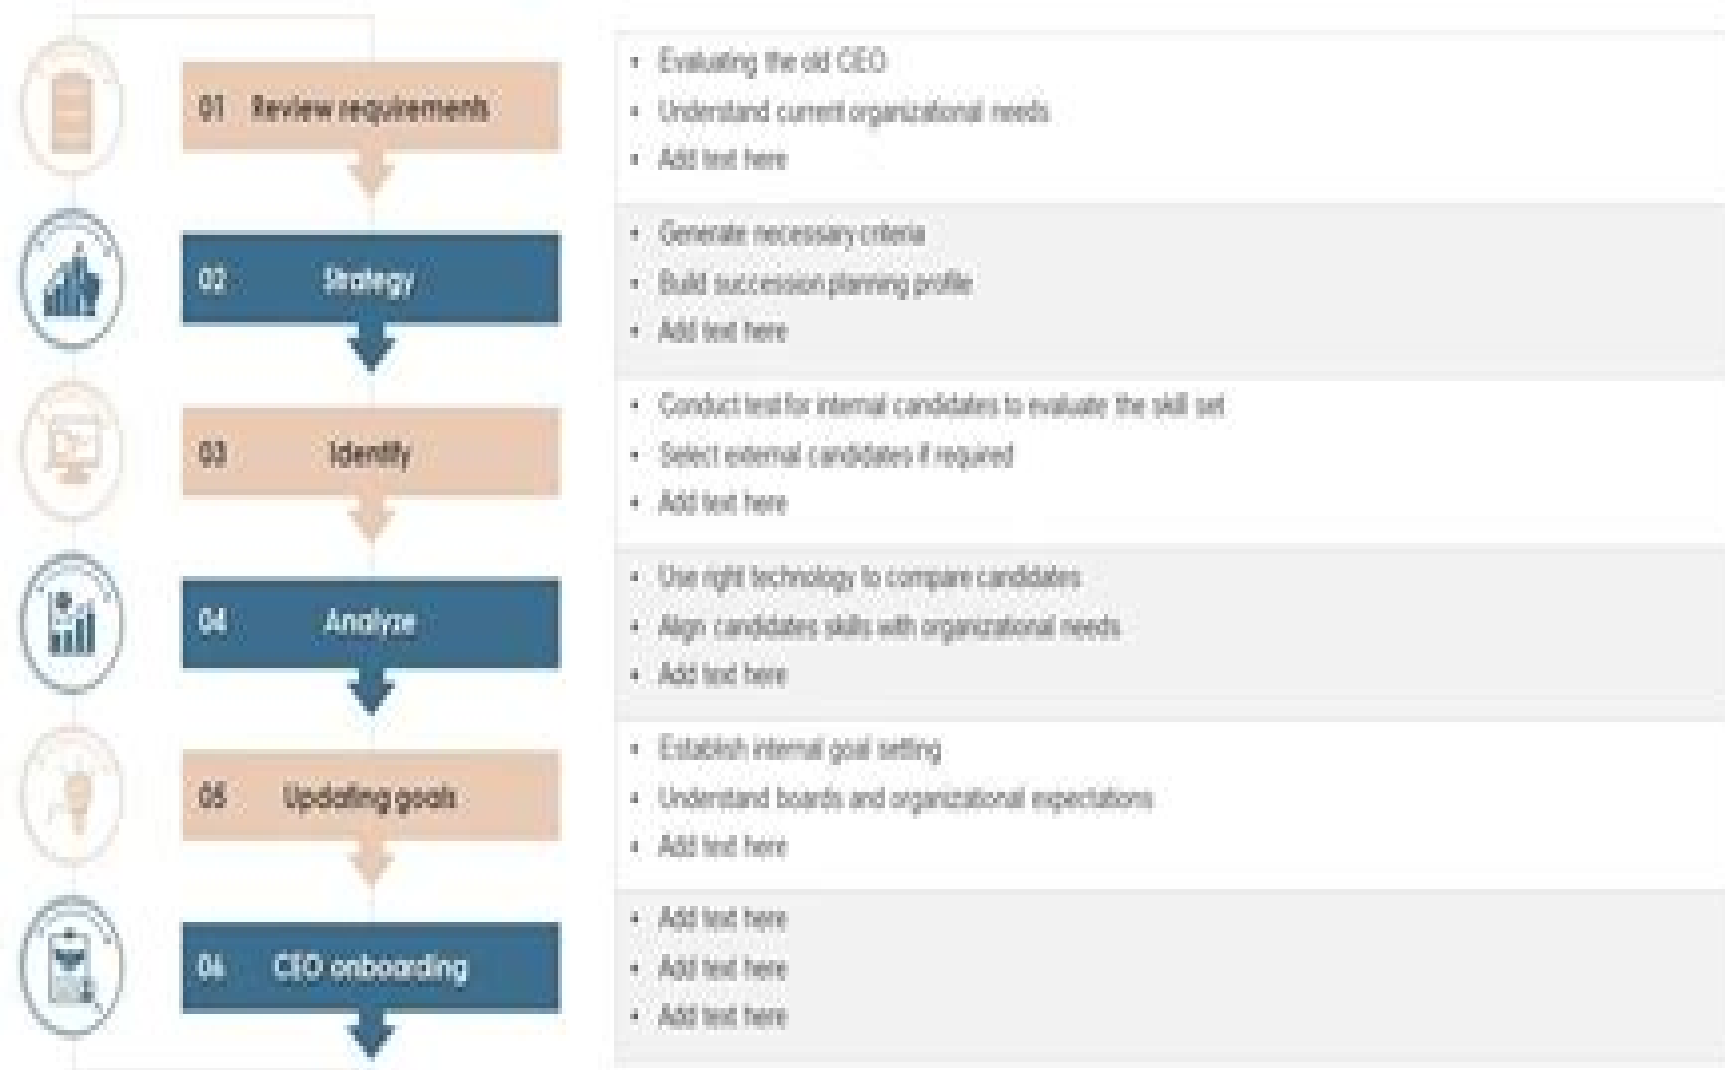 01 Review requirements
• Evaluating the old CEO
• Understand current organizational needs
• Add text here
02 Strategy
• Generate necessary criteria
• Build succession planning profile
• Add text here
03 Identify
• Conduct test for internal candidates to evaluate the skill set
• Select external candidates if required
• Add text here
04 Analyze
• Use right technology to compare candidates
• Align candidates skills with organizational needs
• Add text here
05 Updating goals
• Establish internal goal setting
• Understand boards and organizational expectations
• Add text here
06 CEO onboarding
• Add text here
• Add text here
• Add text here